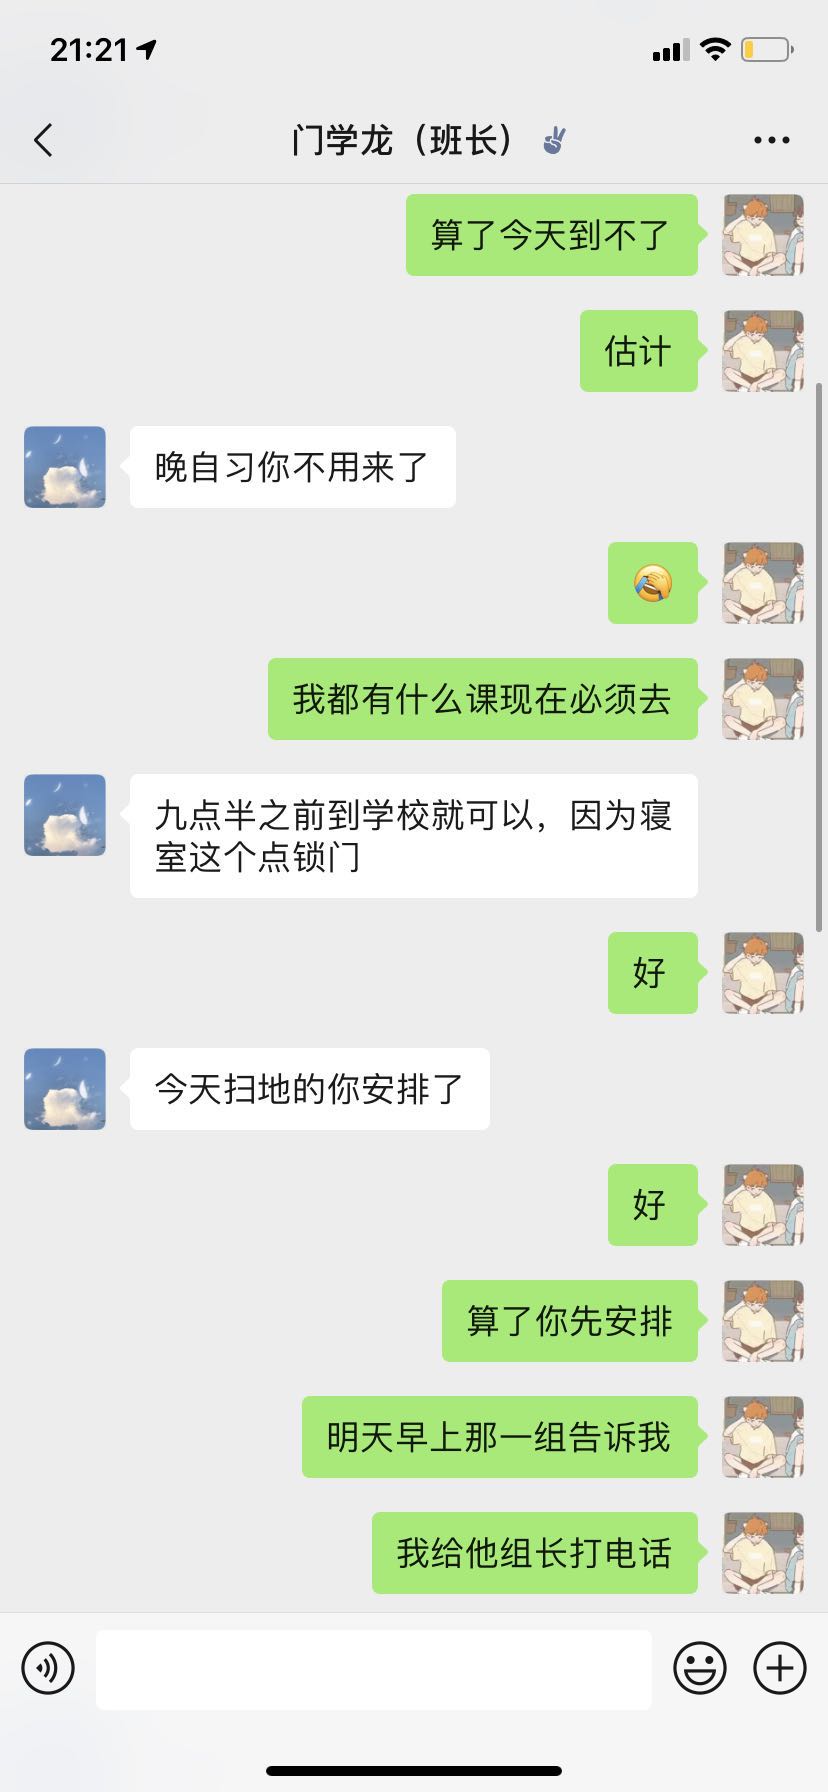 21:21
门学龙（班长）
算了今天到不了
估计
晚自习你不用来了
我都有什么课现在必须去
九点半之前到学校就可以，因为寝
室这个点锁门
好
今天扫地的你安排了
好
算了你先安排
明天早上那一组告诉我
我给他组长打电话